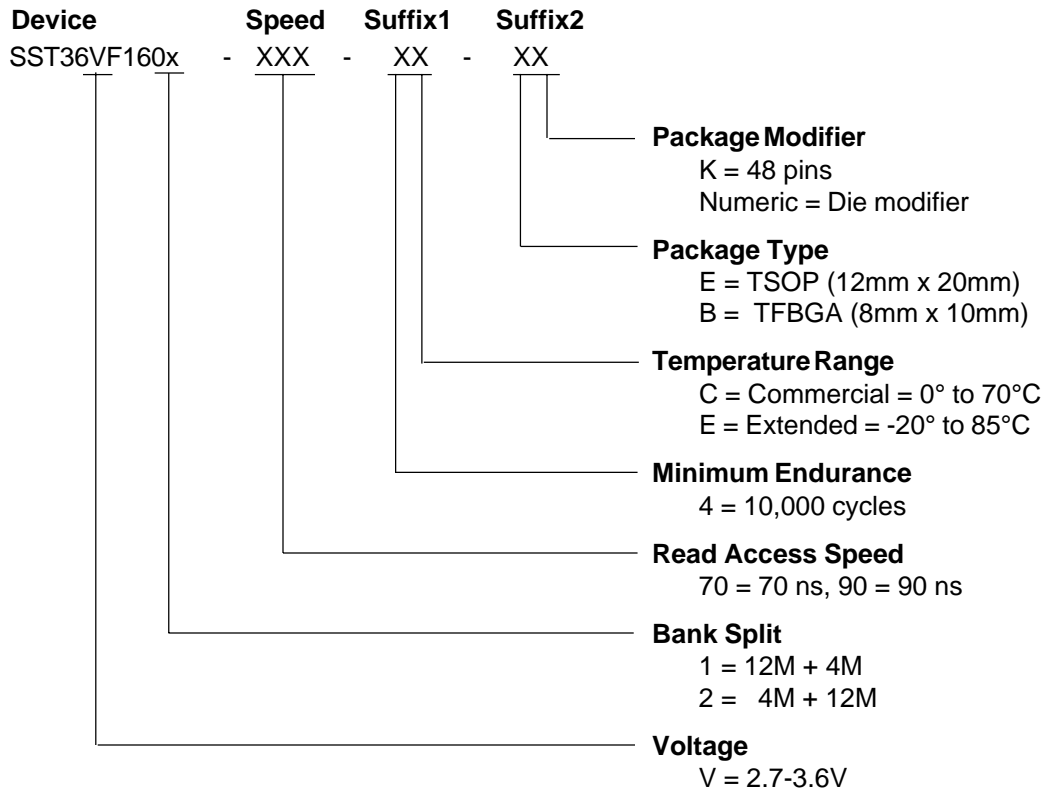 Device Speed Suffix1 Suffix2
SST36VF160x - XXX - XX - XX
Package Modifier
K = 48 pins
Numeric = Die modifier
Package Type
E = TSOP (12mm x 20mm)
B = TFBGA (8mm x 10mm)
Temperature Range
C = Commercial = 0° to 70°C
E = Extended = -20° to 85°C
Minimum Endurance
4 = 10,000 cycles
Read Access Speed
70 = 70 ns, 90 = 90 ns
Bank Split
1 = 12M + 4M
2 = 4M + 12M
Voltage
V = 2.7-3.6V